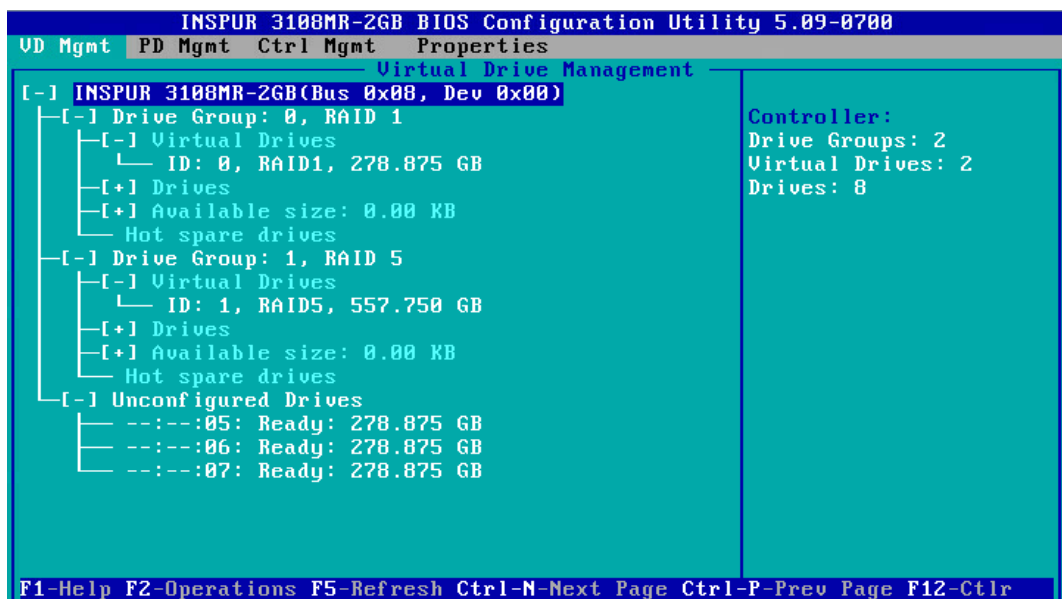 INSPUR 3108MR-2GB BIOS Configuration Utility 5.09-0700
VD Mgmt PD Mgmt Ctrl Mgmt Properties
Virtual Drive Management
[-] INSPUR 3108MR-2GB(Bus 0x08, Dev 0x00)
[-] Drive Group: 0, RAID 1
[-] Virtual Drives
ID: 0, RAID1, 278.875 GB
[+] Drives
[+] Available size: 0.00 KB
Hot spare drives
[-] Drive Group: 1, RAID 5
[-] Virtual Drives
ID: 1, RAID5, 557.750 GB
[+] Drives
[+] Available size: 0.00 KB
Hot spare drives
[-] Unconfigured Drives
--:--:05: Ready: 278.875 GB
--:--:06: Ready: 278.875 GB
--:--:07: Ready: 278.875 GB
Controller:
Drive Groups: 2
Virtual Drives: 2
Drives: 8
F1-Help F2-Operations F5-Refresh Ctrl-N-Next Page Ctrl-P-Prev Page F12-Ctlr